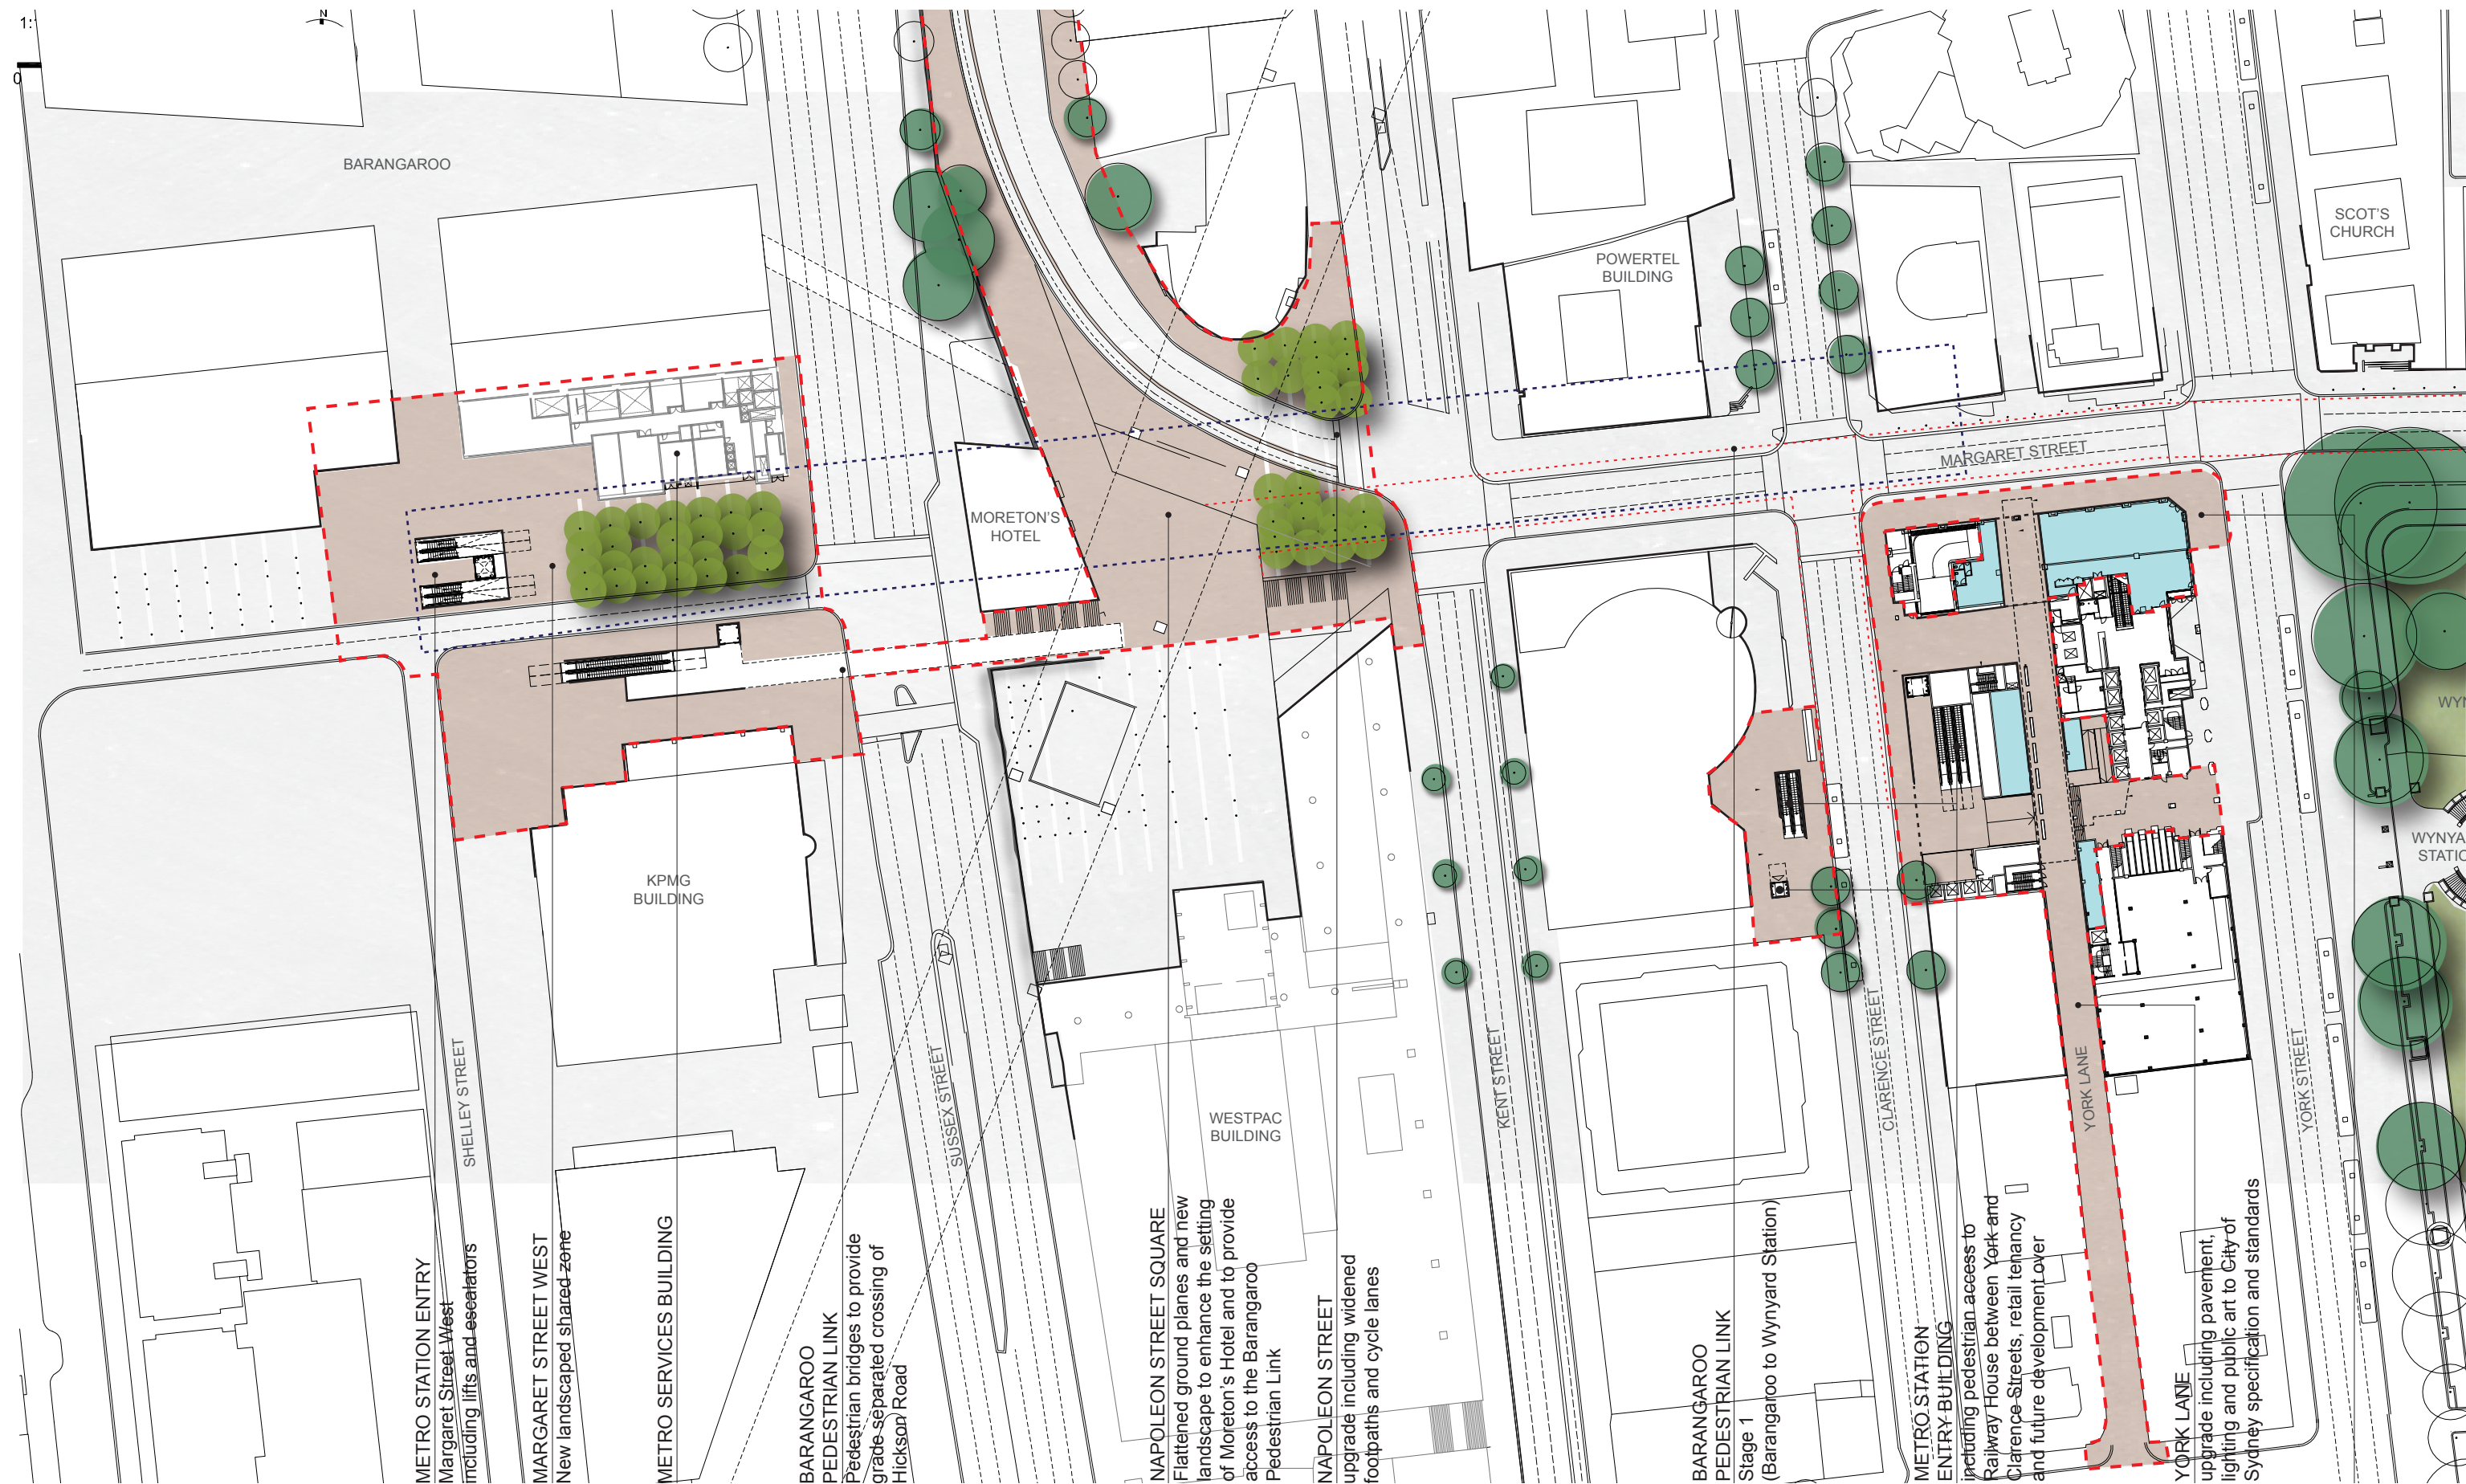 1:
N
0
BARANGAROO
SCOT'S
CHURCH
POWERTEL
BUILDING
MARGARET STREET
MORETON'S
HOTEL
KPMG
BUILDING
WESTPAC
BUILDING
SHELLEY STREET
SUSSEX STREET
KENT STREET
CLARENCE STREET
YORK LANE
YORK STREET
METRO STATION ENTRY
Margaret Street West
including lifts and escalators
MARGARET STREET WEST
New landscaped shared zone
METRO SERVICES BUILDING
BARANGAROO
PEDESTRIAN LINK
Pedestrian bridges to provide
grade separated crossing of
Hickson Road
NAPOLEON STREET SQUARE
Flattened ground planes and new
landscape to enhance the setting
of Moreton's Hotel and to provide
access to the Barangaroo
Pedestrian Link
NAPOLEON STREET
upgrade including widened
footpaths and cycle lanes
BARANGAROO
PEDESTRIAN LINK
Stage 1
(Barangaroo to Wynyard Station)
METRO STATION
ENTRY BUILDING
including pedestrian access to
Railway House between York and
Clarence Streets, retail tenancy
and future development over
YORK LANE
upgrade including pavement,
lighting and public art to City of
Sydney specification and standards